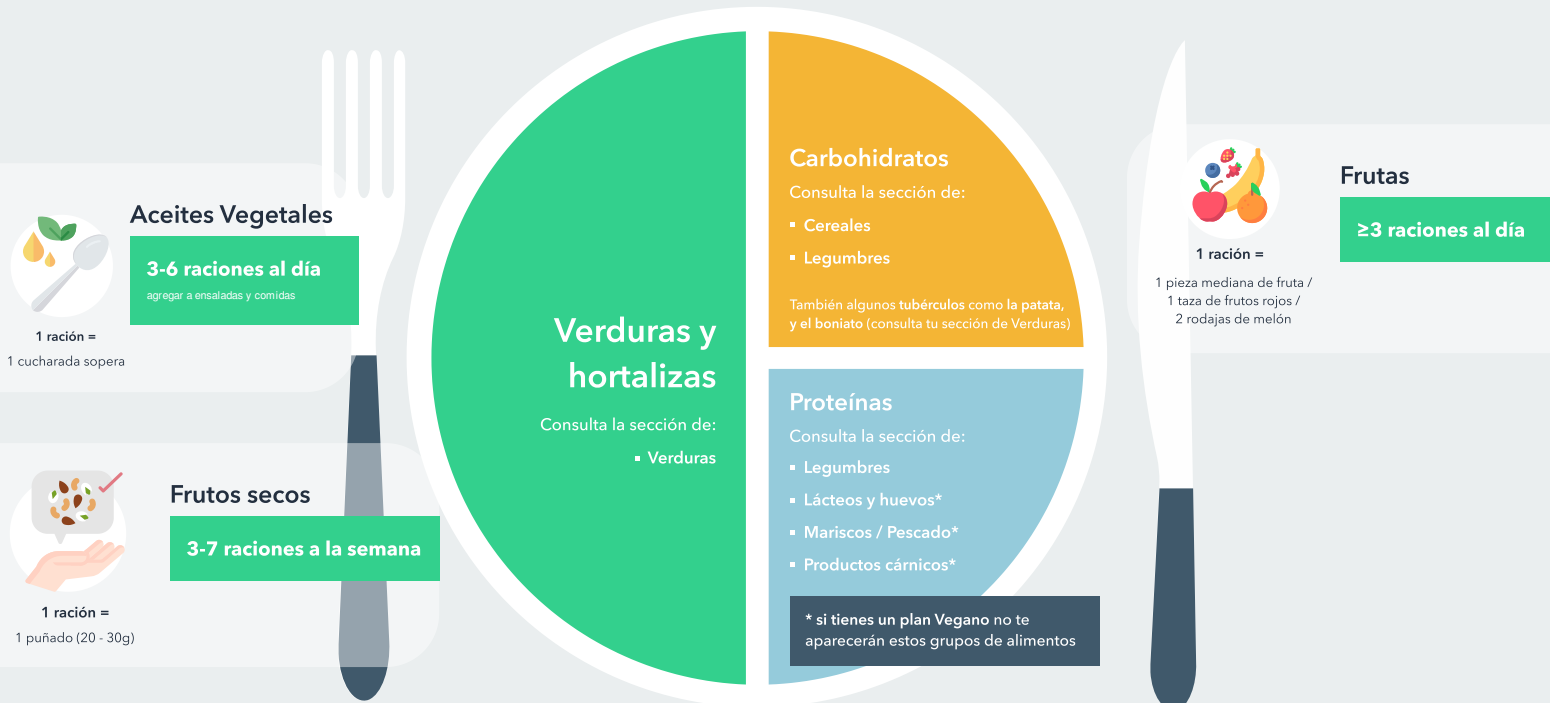 Aceites Vegetales
3-6 raciones al día
agregar a ensaladas y comidas
1 ración =
1 cucharada sopera
Frutos secos
3-7 raciones a la semana
1 ración =
1 puñado (20 - 30g)
Verduras y
hortalizas
Consulta la sección de:
▪ Verduras
Carbohidratos
Consulta la sección de:
▪ Cereales
▪ Legumbres
También algunos tubérculos como la patata,
y el boniato (consulta tu sección de Verduras)
Proteínas
Consulta la sección de:
▪ Legumbres
▪ Lácteos y huevos*
▪ Mariscos / Pescado*
▪ Productos cárnicos*
* si tienes un plan Vegano no te
aparecerán estos grupos de alimentos
Frutas
≥3 raciones al día
1 ración =
1 pieza mediana de fruta /
1 taza de frutos rojos /
2 rodajas de melón